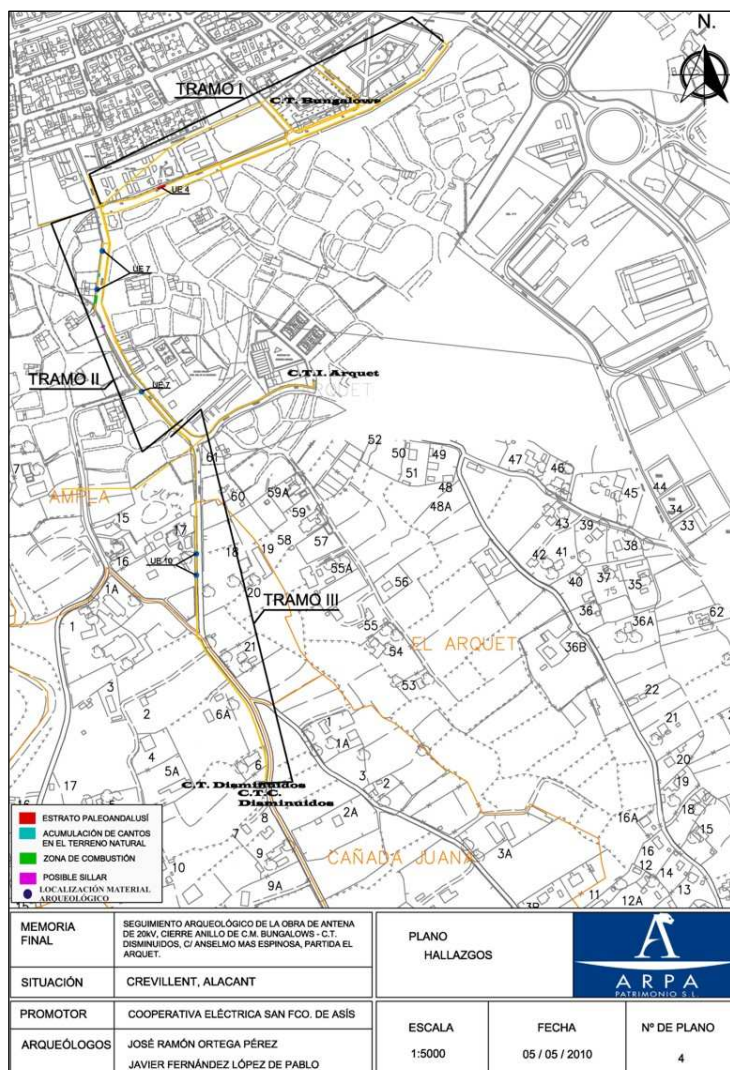 N.
TRAMO I
C.T. Bungalows
UE 4
UE 7
TRAMO II
UE 7
C.T.I. Arquet
52
50
49
51
47
46
48
48A
45
44
34
33
61
AMPLA
60
59A
59
15
17
58
57
43
39
38
16
18
19
42
41
UE 10
55A
56
40
37
35
75
1A
20
TRAMO III
36
1
55
36A
62
EL ARQUET
54
36B
21
53
3
22
2
6A
1
21
4
1A
5A
6
3
20
17
2
19
C.T. Disminuidos
C.T.C.
Disminuidos
8
2A
16A
18
7
15
9
CAÑADA JUANA
3A
16
10
12
14
9A
11
13
12A
3B
ESTRATO PALEOANDALUSÍ
ACUMULACIÓN DE CANTOS
EN EL TERRENO NATURAL
ZONA DE COMBUSTIÓN
POSIBLE SILLAR
LOCALIZACIÓN MATERIAL
ARQUEOLÓGICO
MEMORIA
FINAL
SEGUIMIENTO ARQUEOLÓGICO DE LA OBRA DE ANTENA
DE 20kV, CIERRE ANILLO DE C.M. BUNGALOWS - C.T.
DISMINUIDOS, C/ ANSELMO MAS ESPINOSA, PARTIDA EL
ARQUET.
PLANO
HALLAZGOS
ARPA
PATRIMONIO S.L.
SITUACIÓN
CREVILLENT, ALACANT
PROMOTOR
COOPERATIVA ELÉCTRICA SAN FCO. DE ASÍS
ARQUEÓLOGOS
JOSÉ RAMÓN ORTEGA PÉREZ
JAVIER FERNÁNDEZ LÓPEZ DE PABLO
ESCALA
1:5000
FECHA
05 / 05 / 2010
Nº DE PLANO
4